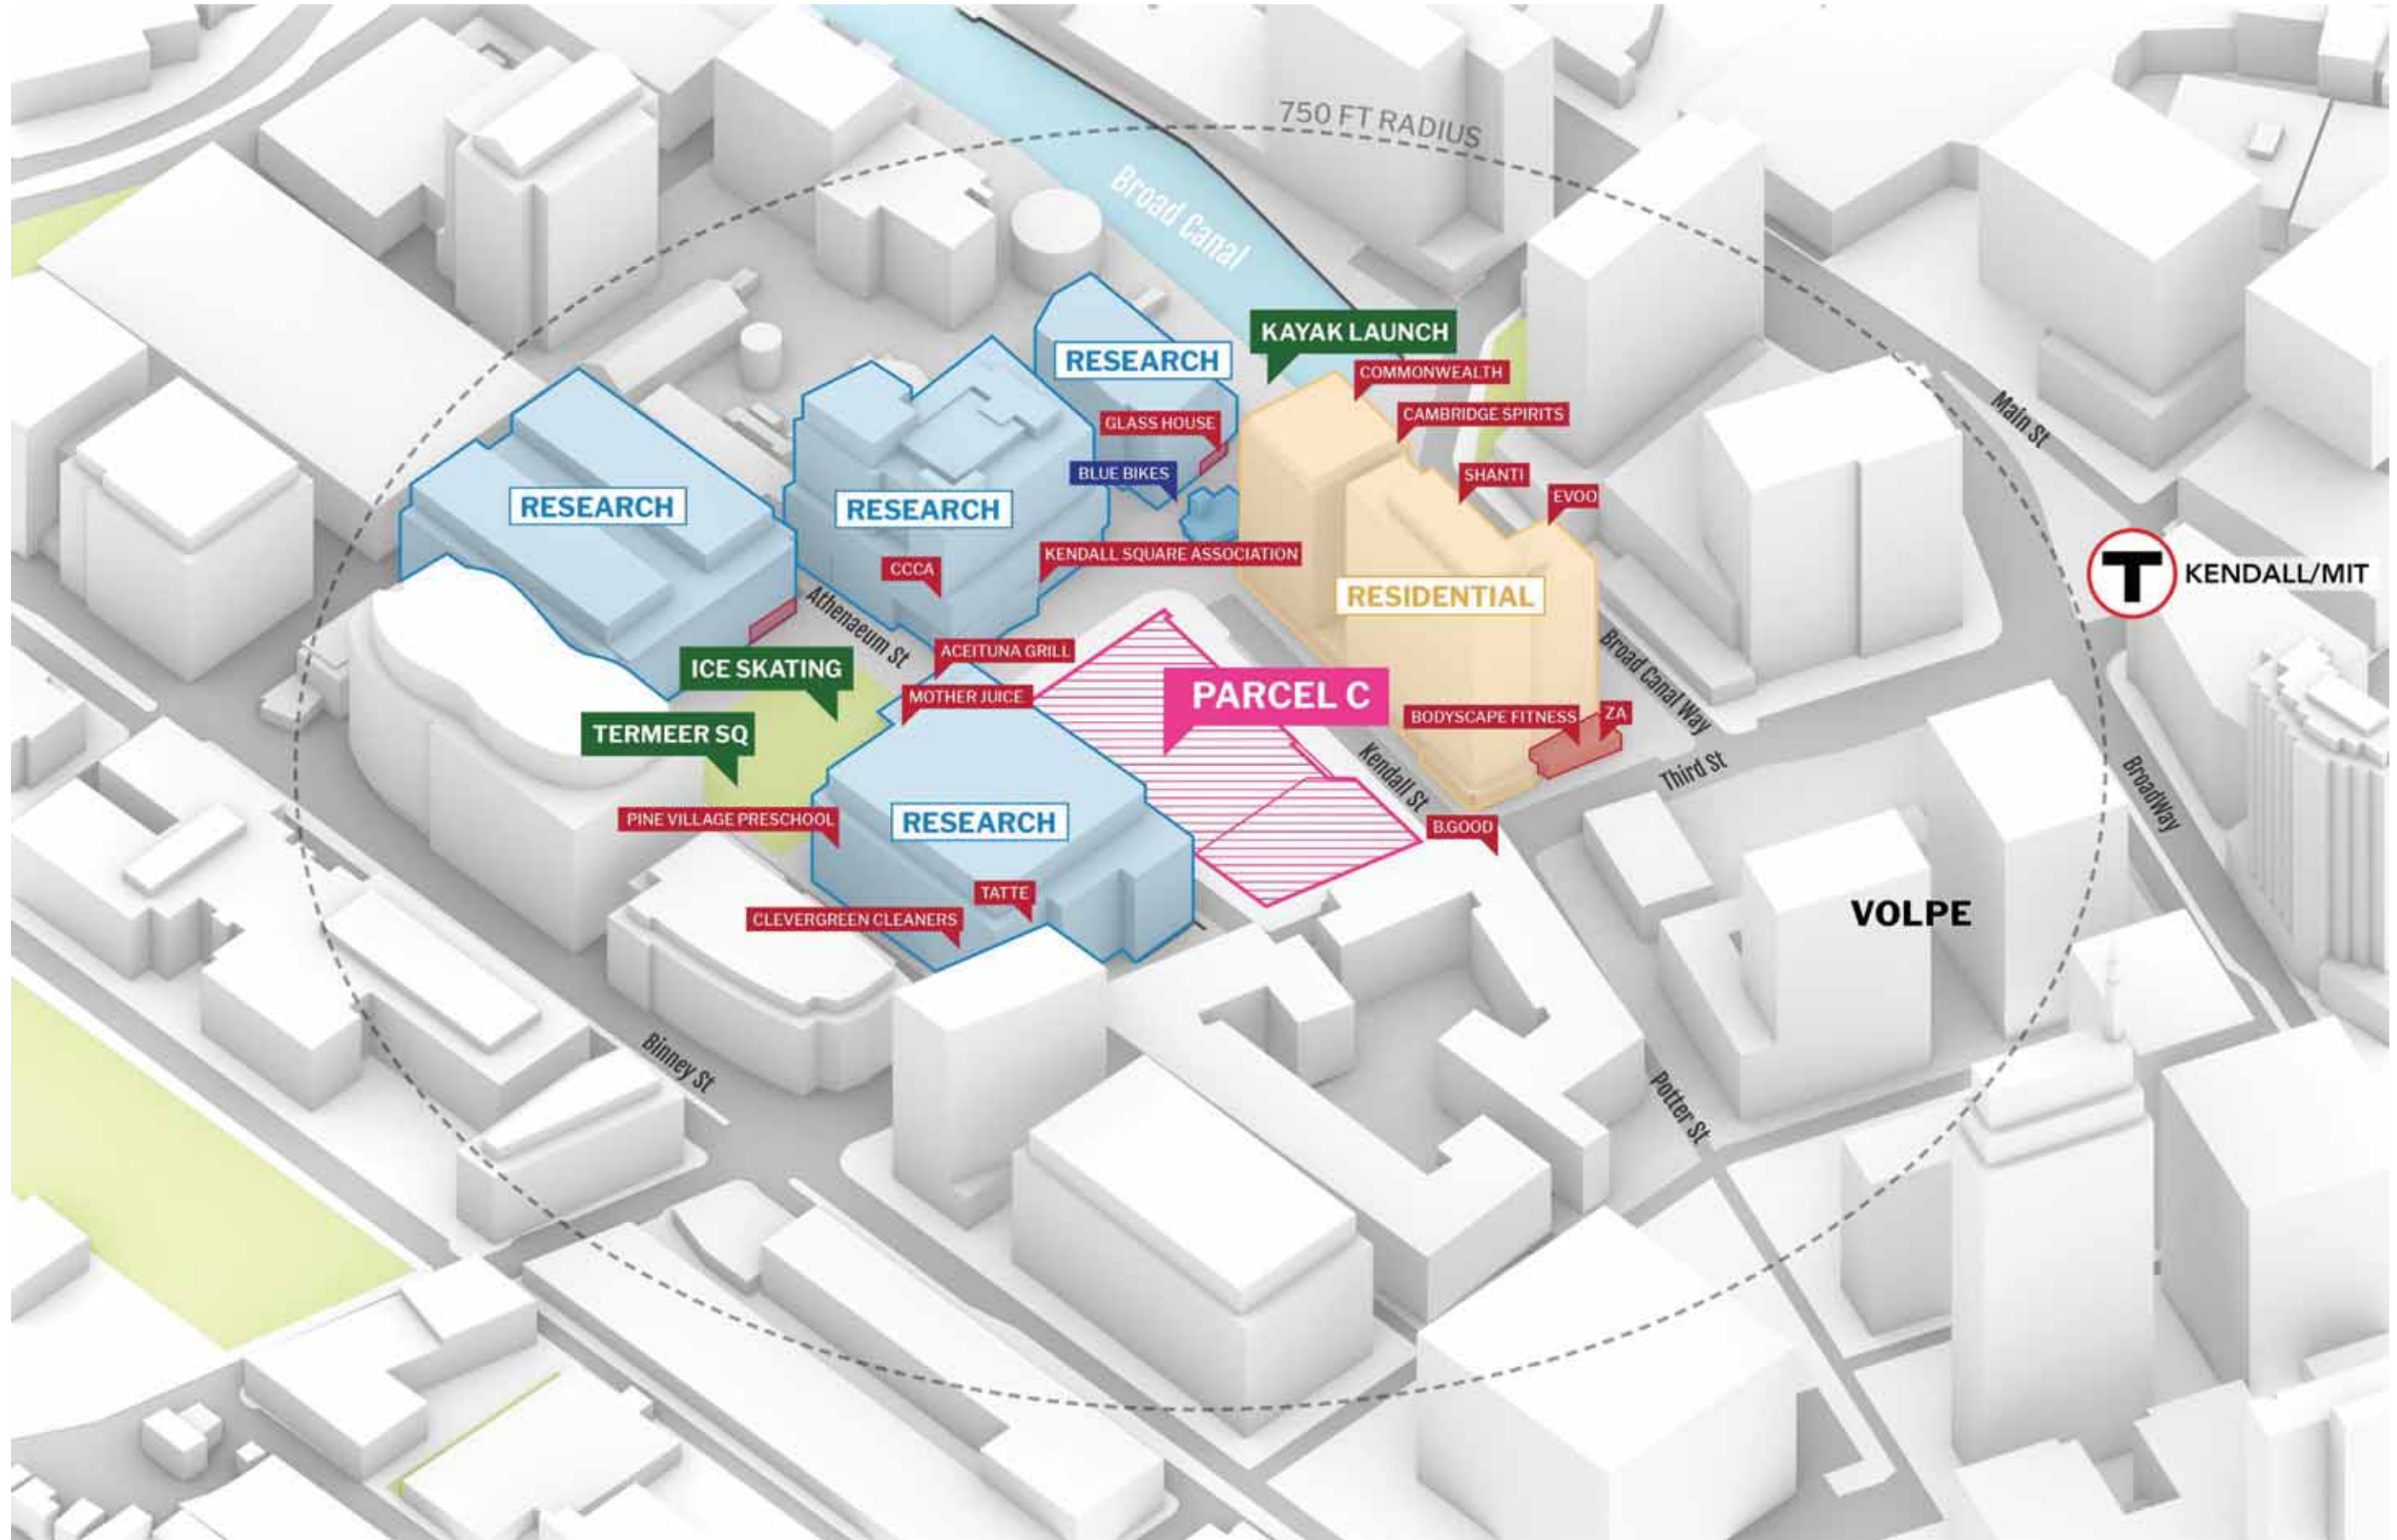 750 FT RADIUS
Broad Canal
KAYAK LAUNCH
RESEARCH
COMMONWEALTH
Main St
GLASS HOUSE
CAMBRIDGE SPIRITS
BLUE BIKES
SHANTI
EVOO
RESEARCH
RESEARCH
KENDALL SQUARE ASSOCIATION
CCCA
T KENDALL/MIT
RESIDENTIAL
Athenaeum St
ACEITUNA GRILL
ICE SKATING
Broad Canal Way
MOTHER JUICE
PARCEL C
BODYSCAPE FITNESS
ZA
TERMEER SQ
Kendall St
Third St
BroadWay
PINE VILLAGE PRESCHOOL
RESEARCH
B.GOOD
TATTE
CLEVERGREEN CLEANERS
VOLPE
Binney St
Potter St